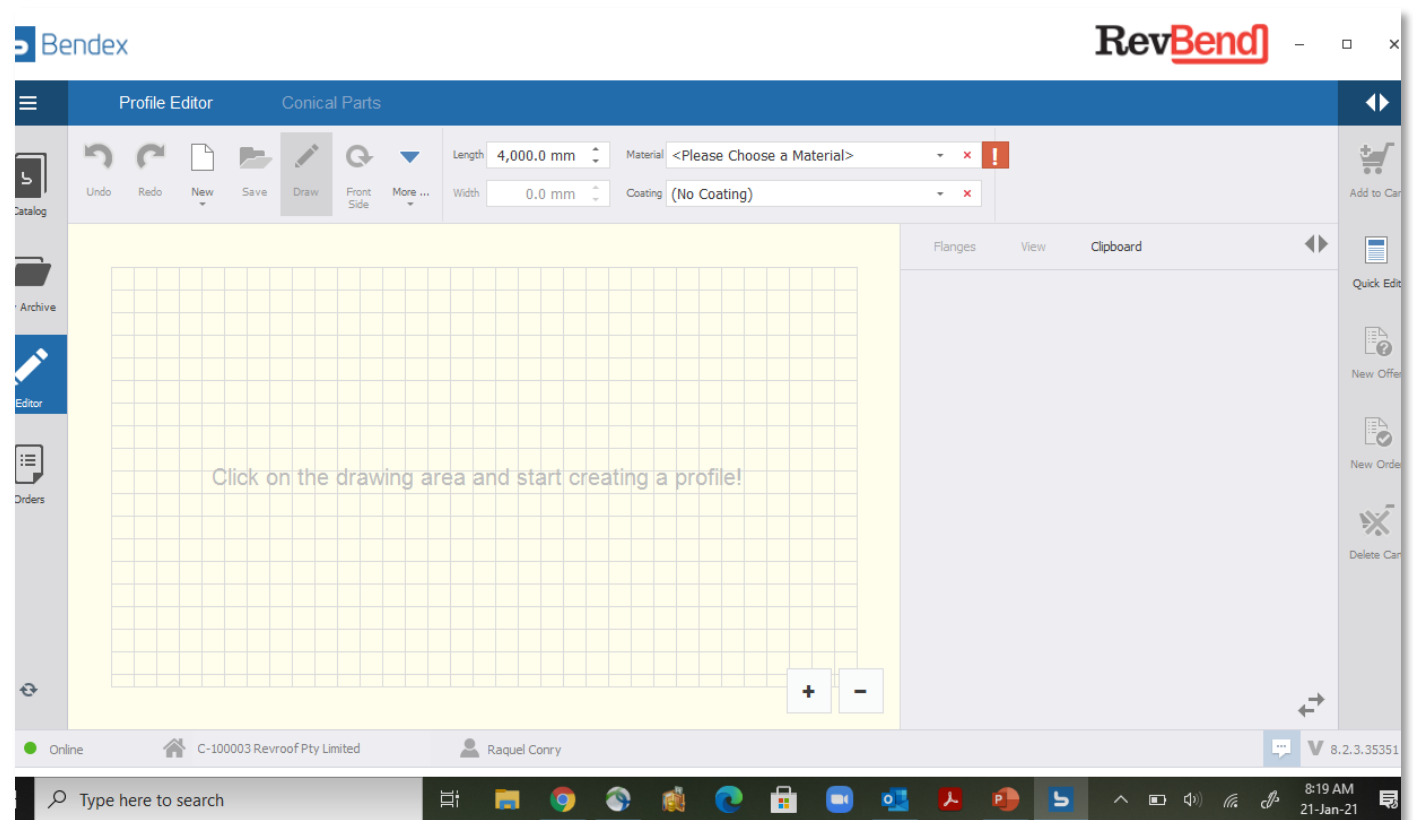 Bendex
RevBend
Profile Editor
Conical Parts
Undo
Redo
New
Save
Draw
Front
Side
More ...
Length
4,000.0 mm
Material
<Please Choose a Material>
!
Width
0.0 mm
Coating
(No Coating)
Catalog
Archive
Editor
Orders
Flanges
View
Clipboard
Add to Car
Quick Edit
New Offer
New Orde
Delete Car
Click on the drawing area and start creating a profile!
+
-
Online
C-100003 Revroof Pty Limited
Raquel Conry
8.2.3.35351
Type here to search
8:19 AM
21-Jan-21